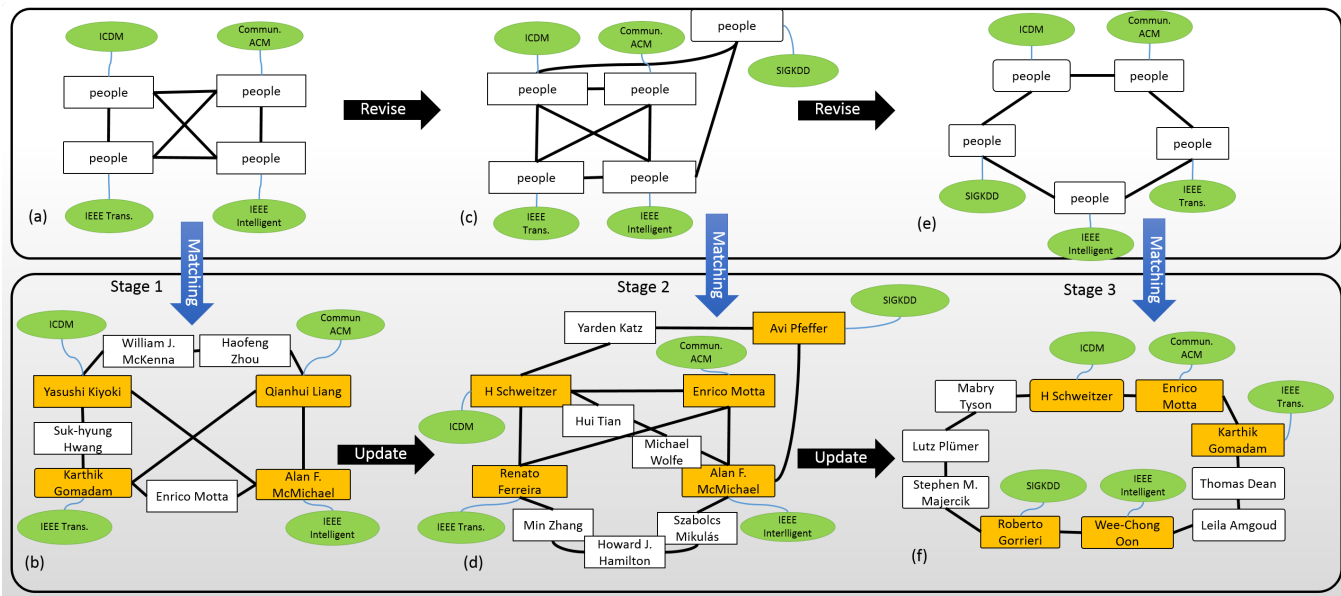 ICDM
Commun.
ACM
people
people
people
people
IEEE Trans.
IEEE
Intelligent
(a)
Revise
people
ICDM
Commun.
ACM
SIGKDD
people
people
people
people
IEEE
Trans.
IEEE
Intelligent
(c)
Revise
ICDM
Commun.
ACM
people
people
people
people
people
SIGKDD
IEEE
Trans.
IEEE
Intelligent
(e)
Matching
Matching
Matching
Stage 1
Stage 2
Stage 3
ICDM
Commun
ACM
William J.
McKenna
Haofeng
Zhou
Yasushi Kiyoki
Qianhui Liang
Suk-hyung
Hwang
Karthik
Gomadam
Enrico Motta
Alan F.
McMichael
IEEE Trans.
IEEE
Intelligent
(b)
Update
Yarden Katz
Avi Pfeffer
SIGKDD
Commun.
ACM
H Schweitzer
Enrico Motta
Hui Tian
ICDM
Michael
Wolfe
Renato
Ferreira
Alan F.
McMichael
IEEE Trans.
Min Zhang
Szabolcs
Mikulás
IEEE
Interlligent
Howard J.
Hamilton
(d)
Update
ICDM
Commun.
ACM
Mabry
Tyson
H Schweitzer
Enrico
Motta
IEEE
Trans.
Lutz Plümer
Karthik
Gomadam
Stephen M.
Majercik
SIGKDD
IEEE
Intelligent
Thomas Dean
Roberto
Gorrieri
Wee-Chong
Oon
Leila Amgoud
(f)